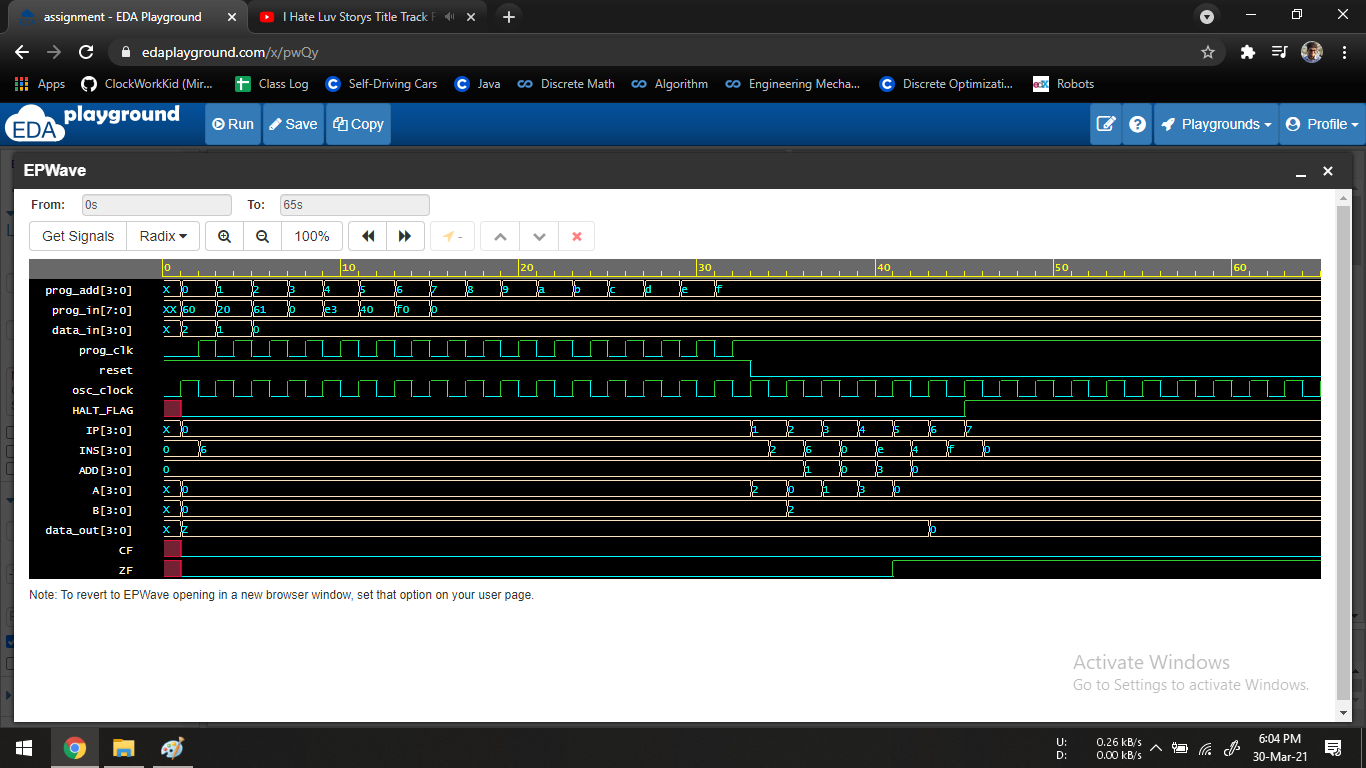 assignment - EDA Playground
I Hate Luv Storys Title Track F
edaplayground.com/x/pwQy
Apps ClockWorkKid (Mir... Class Log Self-Driving Cars Java Discrete Math Algorithm Engineering Mecha... Discrete Optimizati... edX Robots
EDA playground Run Save Copy ? Playgrounds Profile
EPWave
From: 0s To: 65s
Get Signals Radix 100% -
0 10 20 30 40 50 60
prog_add[3:0] X 0 1 2 3 4 5 6 7 8 9 a b c d e f
prog_in[7:0] XX 60 20 61 0 e3 40 f0 0
data_in[3:0] X 2 1 0
prog_clk
reset
osc_clock
HALT_FLAG
IP[3:0] X 0 1 2 3 4 5 6 7
INS[3:0] 0 6 2 6 0 e 4 f 0
ADD[3:0] 0 1 0 3 0
A[3:0] X 0 2 0 1 3 0
B[3:0] X 0 2
data_out[3:0] X Z 0
CF
ZF
Note: To revert to EPWave opening in a new browser window, set that option on your user page.
Activate Windows
Go to Settings to activate Windows.
U: 0.26 kB/s
D: 0.00 kB/s
6:04 PM
30-Mar-21